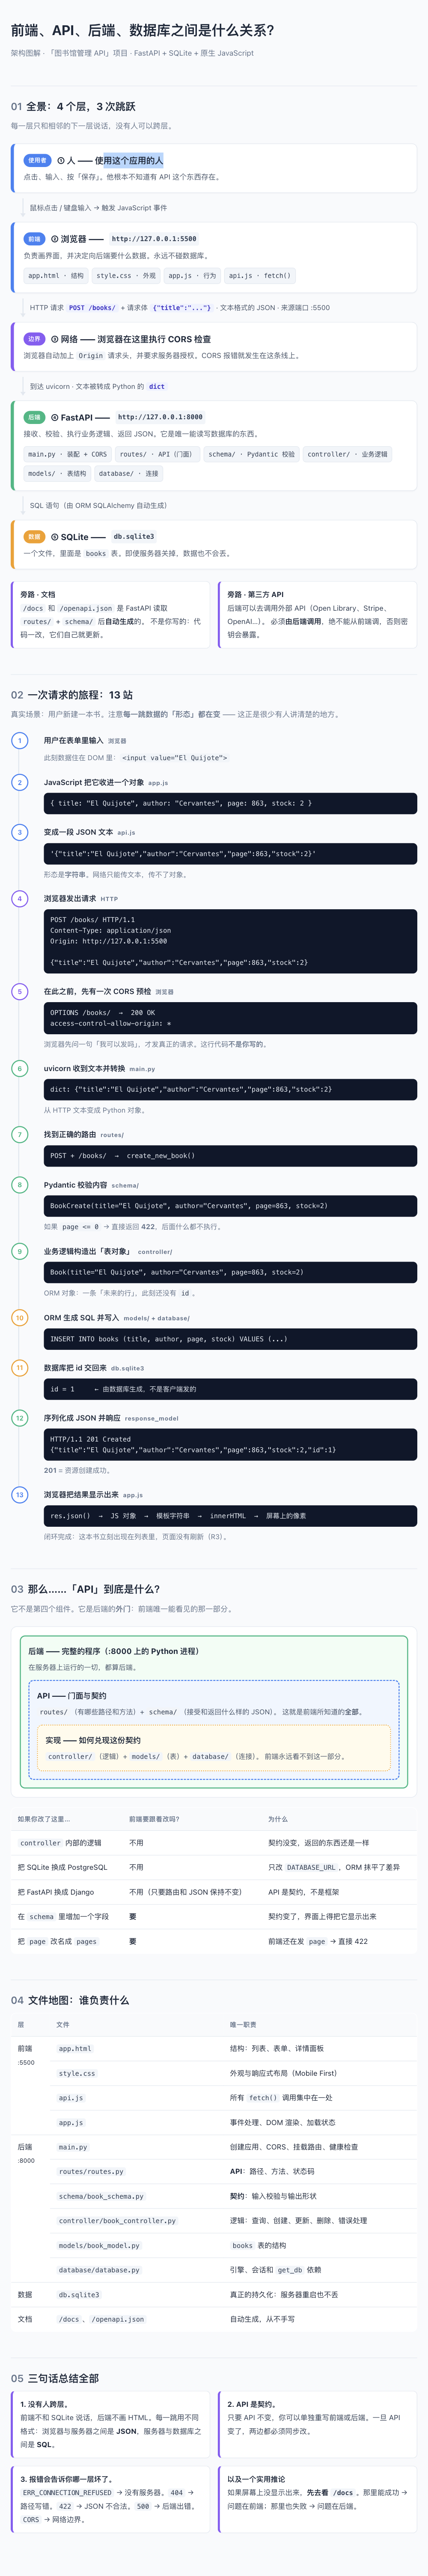 前端、API、后端、数据库之间是什么关系?
架构图解 · 「图书馆管理 API」项目 · FastAPI + SQLite + 原生 JavaScript
01 全景：4 个层，3 次跳跃
每一层只和相邻的下一层说话，没有人可以跨层。
使用者 ① 人 —— 使用这个应用的人
点击、输入、按「保存」。他根本不知道有 API 这个东西存在。
鼠标点击 / 键盘输入 → 触发 JavaScript 事件
前端 ② 浏览器 —— http://127.0.0.1:5500
负责画界面，并决定向后端要什么数据。永远不碰数据库。
app.html · 结构 style.css · 外观 app.js · 行为 api.js · fetch()
HTTP 请求 POST /books/ + 请求体 {"title":"..."} · 文本格式的 JSON · 来源端口 :5500
边界 ③ 网络 —— 浏览器在这里执行 CORS 检查
浏览器自动加上 Origin 请求头，并要求服务器授权。CORS 报错就发生在这条线上。
到达 uvicorn · 文本被转成 Python 的 dict
后端 ④ FastAPI —— http://127.0.0.1:8000
接收、校验、执行业务逻辑、返回 JSON。它是唯一能读写数据库的东西。
main.py · 装配 + CORS routes/ · API（门面） schema/ · Pydantic 校验 controller/ · 业务逻辑
models/ · 表结构 database/ · 连接
SQL 语句（由 ORM SQLAlchemy 自动生成）
数据 ⑤ SQLite —— db.sqlite3
一个文件，里面是 books 表。即使服务器关掉，数据也不会丢。
旁路 · 文档
/docs 和 /openapi.json 是 FastAPI 读取
routes/ + schema/ 后自动生成的。不是你写的：代
码一改，它们自己就更新。
旁路 · 第三方 API
后端可以去调用外部 API（Open Library、Stripe、
OpenAI…）。必须由后端调用，绝不能从前端调，否则密
钥会暴露。
02 一次请求的旅程：13 站
真实场景：用户新建一本书。注意每一跳数据的「形态」都在变 —— 这正是很少有人讲清楚的地方。
1 用户在表单里输入 浏览器
此刻数据住在 DOM 里： <input value="El Quijote">
2 JavaScript 把它收进一个对象 app.js
{ title: "El Quijote", author: "Cervantes", page: 863, stock: 2 }
3 变成一段 JSON 文本 api.js
'{"title":"El Quijote","author":"Cervantes","page":863,"stock":2}'
形态是字符串。网络只能传文本，传不了对象。
4 浏览器发出请求 HTTP
POST /books/ HTTP/1.1
Content-Type: application/json
Origin: http://127.0.0.1:5500
{"title":"El Quijote","author":"Cervantes","page":863,"stock":2}
5 在此之前，先有一次 CORS 预检 浏览器
OPTIONS /books/ → 200 OK
access-control-allow-origin: *
浏览器先问一句「我可以发吗」，才发真正的请求。这行代码不是你写的。
6 uvicorn 收到文本并转换 main.py
dict: {"title":"El Quijote","author":"Cervantes","page":863,"stock":2}
从 HTTP 文本变成 Python 对象。
7 找到正确的路由 routes/
POST + /books/ → create_new_book()
8 Pydantic 校验内容 schema/
BookCreate(title="El Quijote", author="Cervantes", page=863, stock=2)
如果 page <= 0 → 直接返回 422，后面什么都不执行。
9 业务逻辑构造出「表对象」 controller/
Book(title="El Quijote", author="Cervantes", page=863, stock=2)
ORM 对象：一条「未来的行」，此刻还没有 id 。
10 ORM 生成 SQL 并写入 models/ + database/
INSERT INTO books (title, author, page, stock) VALUES (...)
11 数据库把 id 交回来 db.sqlite3
id = 1 ← 由数据库生成，不是客户端发的
12 序列化成 JSON 并响应 response_model
HTTP/1.1 201 Created
{"title":"El Quijote","author":"Cervantes","page":863,"stock":2,"id":1}
201 = 资源创建成功。
13 浏览器把结果显示出来 app.js
res.json() → JS 对象 → 模板字符串 → innerHTML → 屏幕上的像素
闭环完成：这本书立刻出现在列表里，页面没有刷新（R3）。
03 那么……「API」到底是什么?
它不是第四个组件。它是后端的外门：前端唯一能看见的那一部分。
后端 —— 完整的程序（:8000 上的 Python 进程）
在服务器上运行的一切，都算后端。
API —— 门面与契约
routes/ （有哪些路径和方法）+ schema/ （接受和返回什么样的 JSON）。这就是前端所知道的全部。
实现 —— 如何兑现这份契约
controller/ （逻辑）+ models/ （表）+ database/ （连接）。前端永远看不到这一部分。
如果你改了这里… 前端要跟着改吗? 为什么
controller 内部的逻辑 不用 契约没变，返回的东西还是一样
把 SQLite 换成 PostgreSQL 不用 只改 DATABASE_URL ，ORM 抹平了差异
把 FastAPI 换成 Django 不用（只要路由和 JSON 保持不变） API 是契约，不是框架
在 schema 里增加一个字段 要 契约变了，界面上得把它显示出来
把 page 改名成 pages 要 前端还在发 page → 直接 422
04 文件地图：谁负责什么
层 文件 唯一职责
前端 app.html 结构：列表、表单、详情面板
:5500
style.css 外观与响应式布局（Mobile First）
api.js 所有 fetch() 调用集中在一处
app.js 事件处理、DOM 渲染、加载状态
后端 main.py 创建应用、CORS、挂载路由、健康检查
:8000
routes/routes.py API：路径、方法、状态码
schema/book_schema.py 契约：输入校验与输出形状
controller/book_controller.py 逻辑：查询、创建、更新、删除、错误处理
models/book_model.py books 表的结构
database/database.py 引擎、会话和 get_db 依赖
数据 db.sqlite3 真正的持久化：服务器重启也不丢
文档 /docs 、 /openapi.json 自动生成，从不手写
05 三句话总结全部
1. 没有人跨层。
前端不和 SQLite 说话，后端不画 HTML。每一跳用不同
格式：浏览器与服务器之间是 JSON，服务器与数据库之
间是 SQL。
2. API 是契约。
只要 API 不变，你可以单独重写前端或后端。一旦 API
变了，两边都必须同步改。
3. 报错会告诉你哪一层坏了。
ERR_CONNECTION_REFUSED → 没有服务器。 404 →
路径写错。 422 → JSON 不合法。 500 → 后端出错。
CORS → 网络边界。
以及一个实用推论
如果屏幕上没显示出来，先去看 /docs 。那里能成功 →
问题在前端；那里也失败 → 问题在后端。